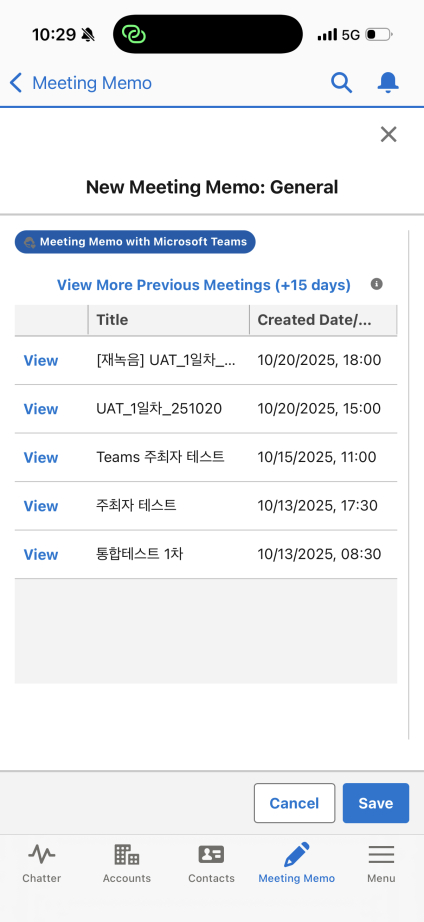 10:29
5G
Meeting Memo
New Meeting Memo: General
Meeting Memo with Microsoft Teams
View More Previous Meetings (+15 days)
Title Created Date/...
View [재녹음] UAT_1일차_... 10/20/2025, 18:00
View UAT_1일차_251020 10/20/2025, 15:00
View Teams 주최자 테스트 10/15/2025, 11:00
View 주최자 테스트 10/13/2025, 17:30
View 통합테스트 1차 10/13/2025, 08:30
Cancel Save
Chatter Accounts Contacts Meeting Memo Menu